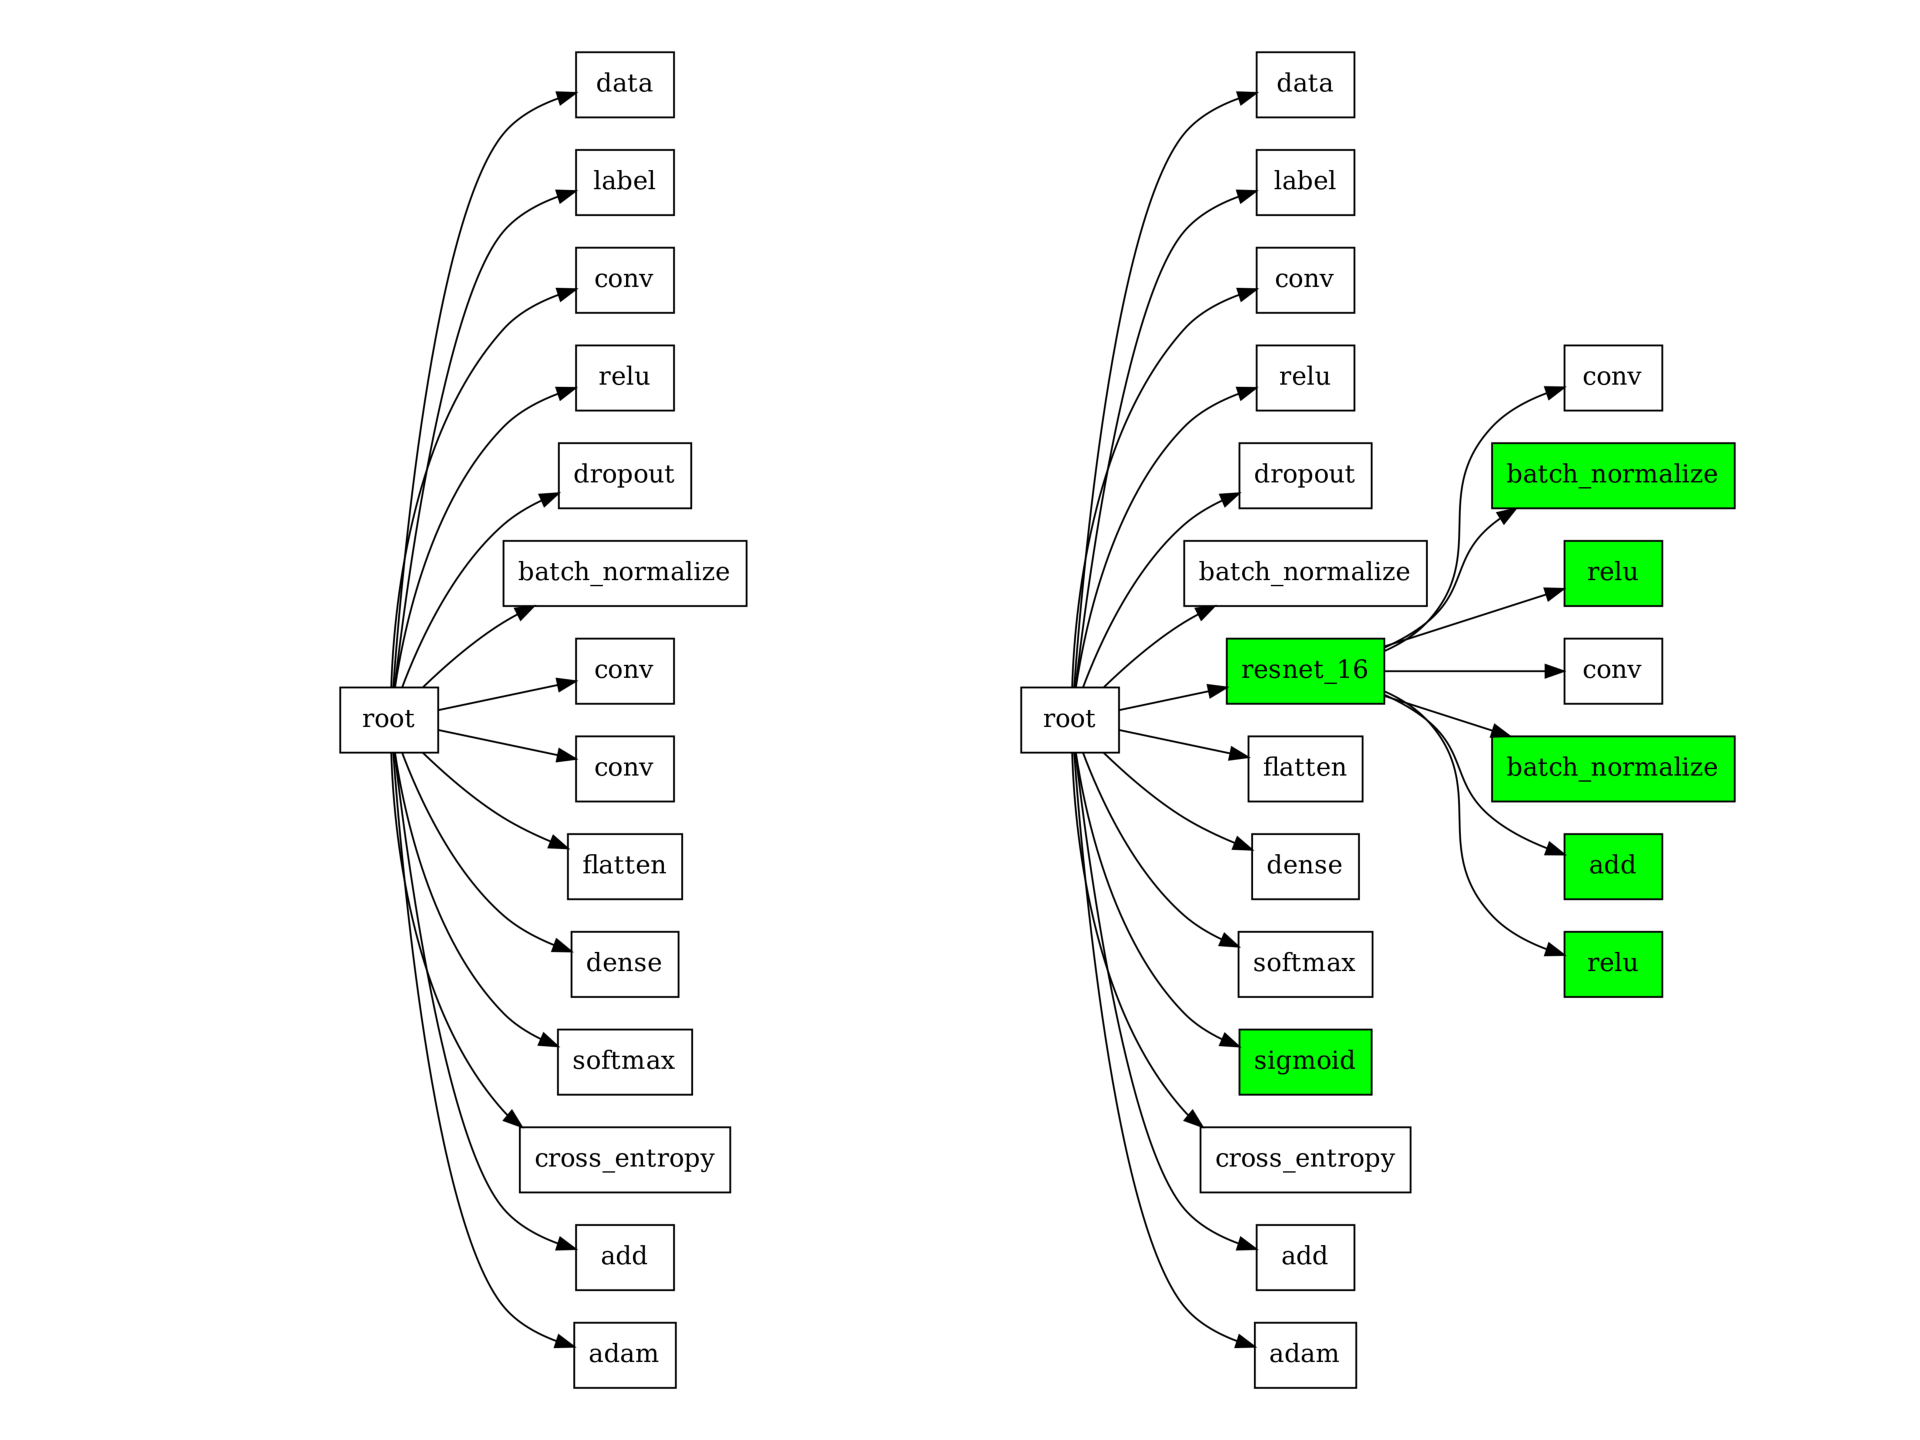 root
data
label
conv
relu
dropout
batch_normalize
conv
conv
flatten
dense
softmax
cross_entropy
add
adam
root
data
label
conv
relu
dropout
batch_normalize
resnet_16
flatten
dense
softmax
sigmoid
cross_entropy
add
adam
conv
batch_normalize
relu
conv
batch_normalize
add
relu